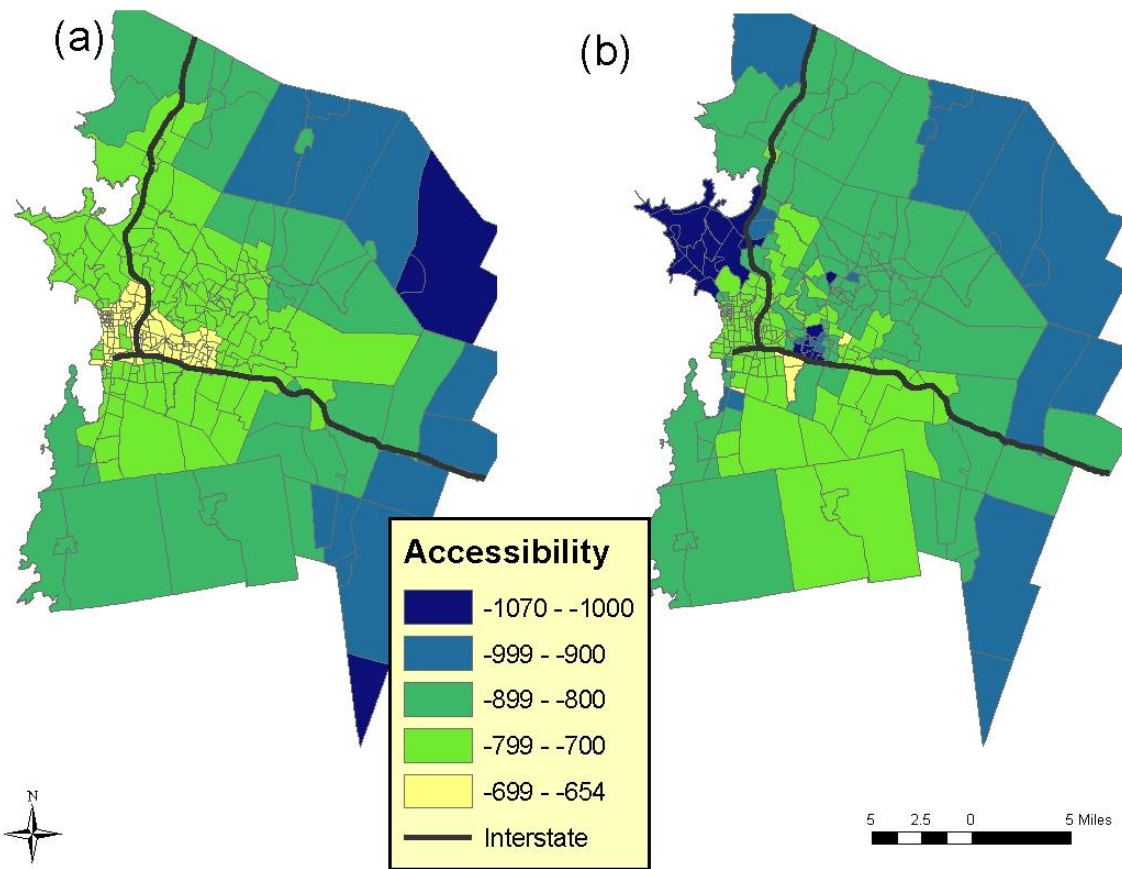 (a)
(b)
Accessibility
-1070 - -1000
-999 - -900
-899 - -800
-799 - -700
-699 - -654
Interstate
N
5 2.5 0 5 Miles